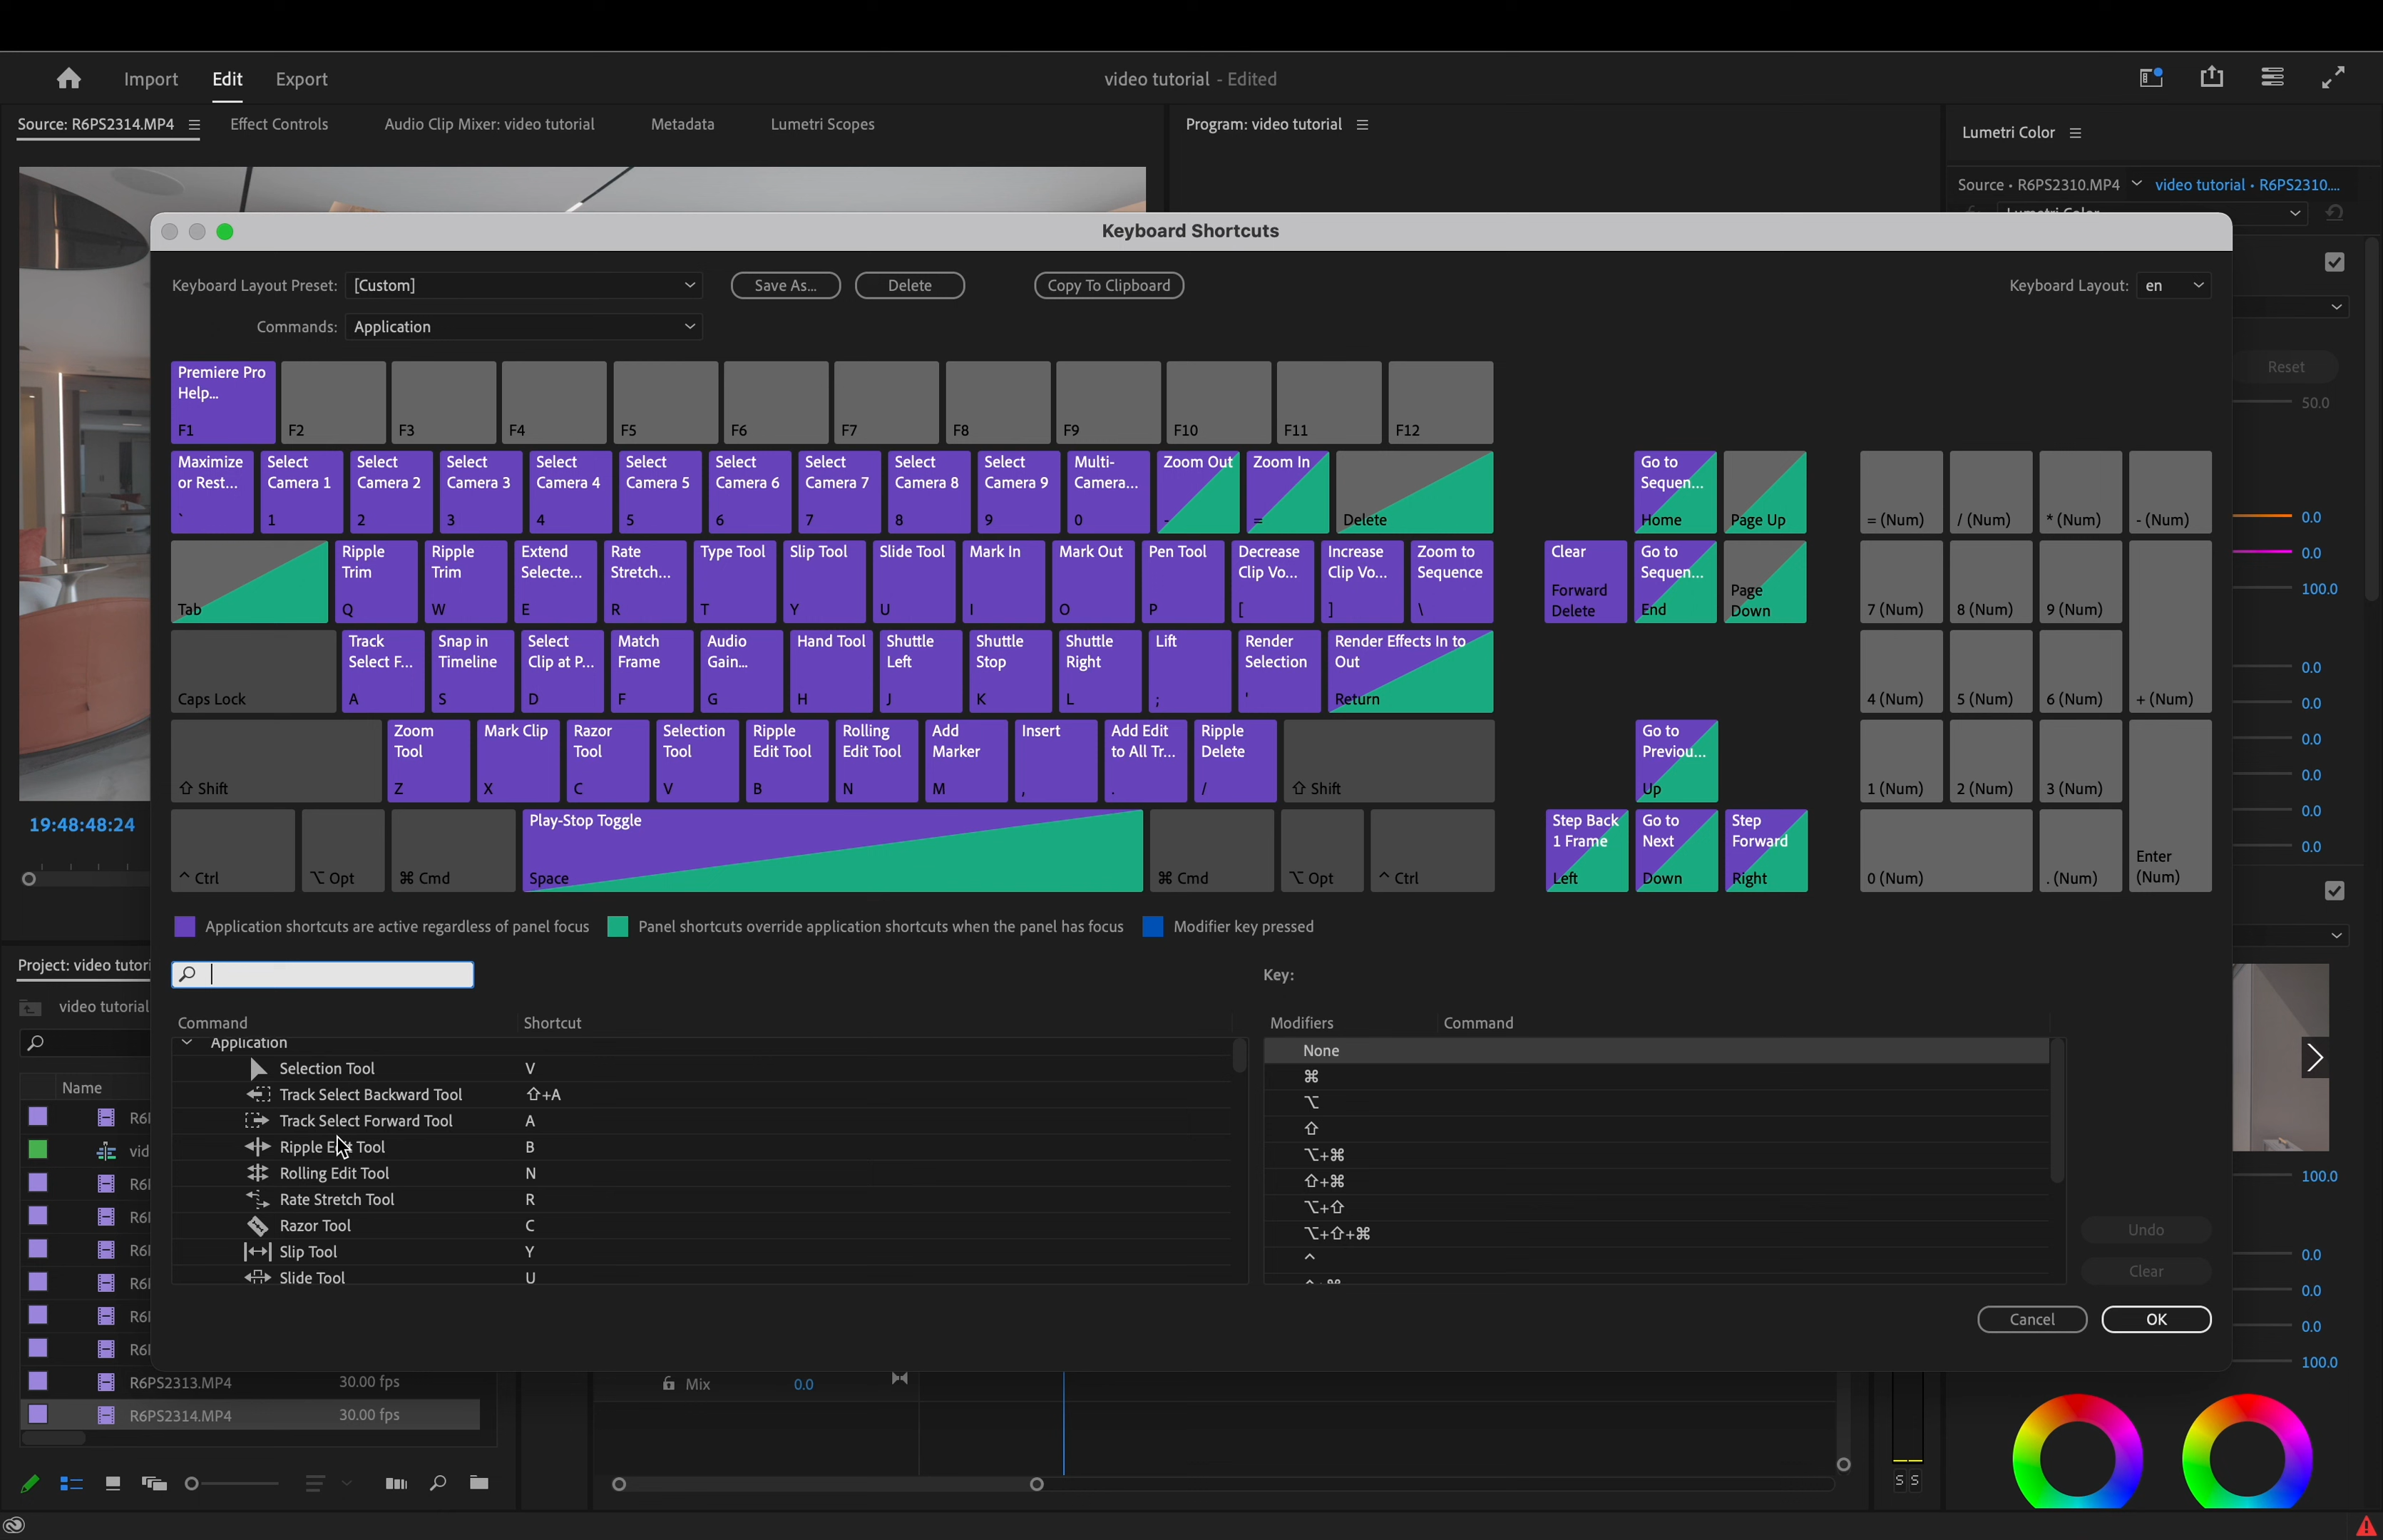 Import Edit Export
video tutorial - Edited
Source: R6PS2314.MP4 Effect Controls Audio Clip Mixer: video tutorial Metadata Lumetri Scopes
Program: video tutorial
Lumetri Color
Source • R6PS2310.MP4 video tutorial • R6PS2310....
Keyboard Shortcuts
Keyboard Layout Preset: [Custom] Save As... Delete Copy To Clipboard Keyboard Layout: en
Commands: Application
Premiere Pro Help... F1
F2 F3 F4 F5 F6 F7 F8 F9 F10 F11 F12
Reset
50.0
Maximize or Rest... `
Select Camera 1 1
Select Camera 2 2
Select Camera 3 3
Select Camera 4 4
Select Camera 5 5
Select Camera 6 6
Select Camera 7 7
Select Camera 8 8
Select Camera 9 9
Multi-Camera... 0
Zoom Out -
Zoom In =
Delete
Go to Sequen... Home
Page Up
= (Num) / (Num) * (Num) - (Num)
0.0
Tab
Ripple Trim Q
Ripple Trim W
Extend Selecte... E
Rate Stretch... R
Type Tool T
Slip Tool Y
Slide Tool U
Mark In I
Mark Out O
Pen Tool P
Decrease Clip Vo... [
Increase Clip Vo... ]
Zoom to Sequence \
Clear Forward Delete
Go to Sequen... End
Page Down
7 (Num) 8 (Num) 9 (Num)
0.0
100.0
Caps Lock
Track Select F... A
Snap in Timeline S
Select Clip at P... D
Match Frame F
Audio Gain... G
Hand Tool H
Shuttle Left J
Shuttle Stop K
Shuttle Right L
Lift ;
Render Selection '
Render Effects In to Out Return
4 (Num) 5 (Num) 6 (Num) + (Num)
0.0
0.0
⇧ Shift
Zoom Tool Z
Mark Clip X
Razor Tool C
Selection Tool V
Ripple Edit Tool B
Rolling Edit Tool N
Add Marker M
Insert ,
Add Edit to All Tr... .
Ripple Delete /
⇧ Shift
Go to Previou... Up
1 (Num) 2 (Num) 3 (Num)
0.0
0.0
19:48:48:24
^ Ctrl ⌥ Opt ⌘ Cmd
Play-Stop Toggle Space
⌘ Cmd ⌥ Opt ^ Ctrl
Step Back 1 Frame Left
Go to Next Down
Step Forward Right
0 (Num) . (Num) Enter (Num)
0.0
0.0
Application shortcuts are active regardless of panel focus Panel shortcuts override application shortcuts when the panel has focus Modifier key pressed
Project: video tutori
Key:
video tutorial
Command Shortcut
Modifiers Command
Application
Selection Tool V
Track Select Backward Tool ⇧+A
Track Select Forward Tool A
Ripple Edit Tool B
Rolling Edit Tool N
Rate Stretch Tool R
Razor Tool C
Slip Tool Y
Slide Tool U
None
⌘
⌥
⇧
⌥+⌘
⇧+⌘
⌥+⇧
⌥+⇧+⌘
^
Name
vid
100.0
Undo
Clear
0.0
0.0
Cancel OK
0.0
100.0
R6PS2313.MP4 30.00 fps
R6PS2314.MP4 30.00 fps
Mix 0.0
S S